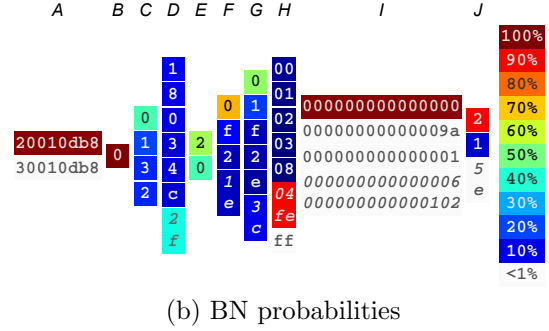 A B C D E F G H I J
20010db8
30010db8
0
0
1
3
2
1
8
0
3
4
c
2
f
2
0
0
f
2
1
e
0
1
f
2
e
3
c
00
01
02
03
08
04
fe
ff
000000000000000
00000000000009a
000000000000001
000000000000006
000000000000102
2
1
5
e
100%
90%
80%
70%
60%
50%
40%
30%
20%
10%
<1%
(b) BN probabilities